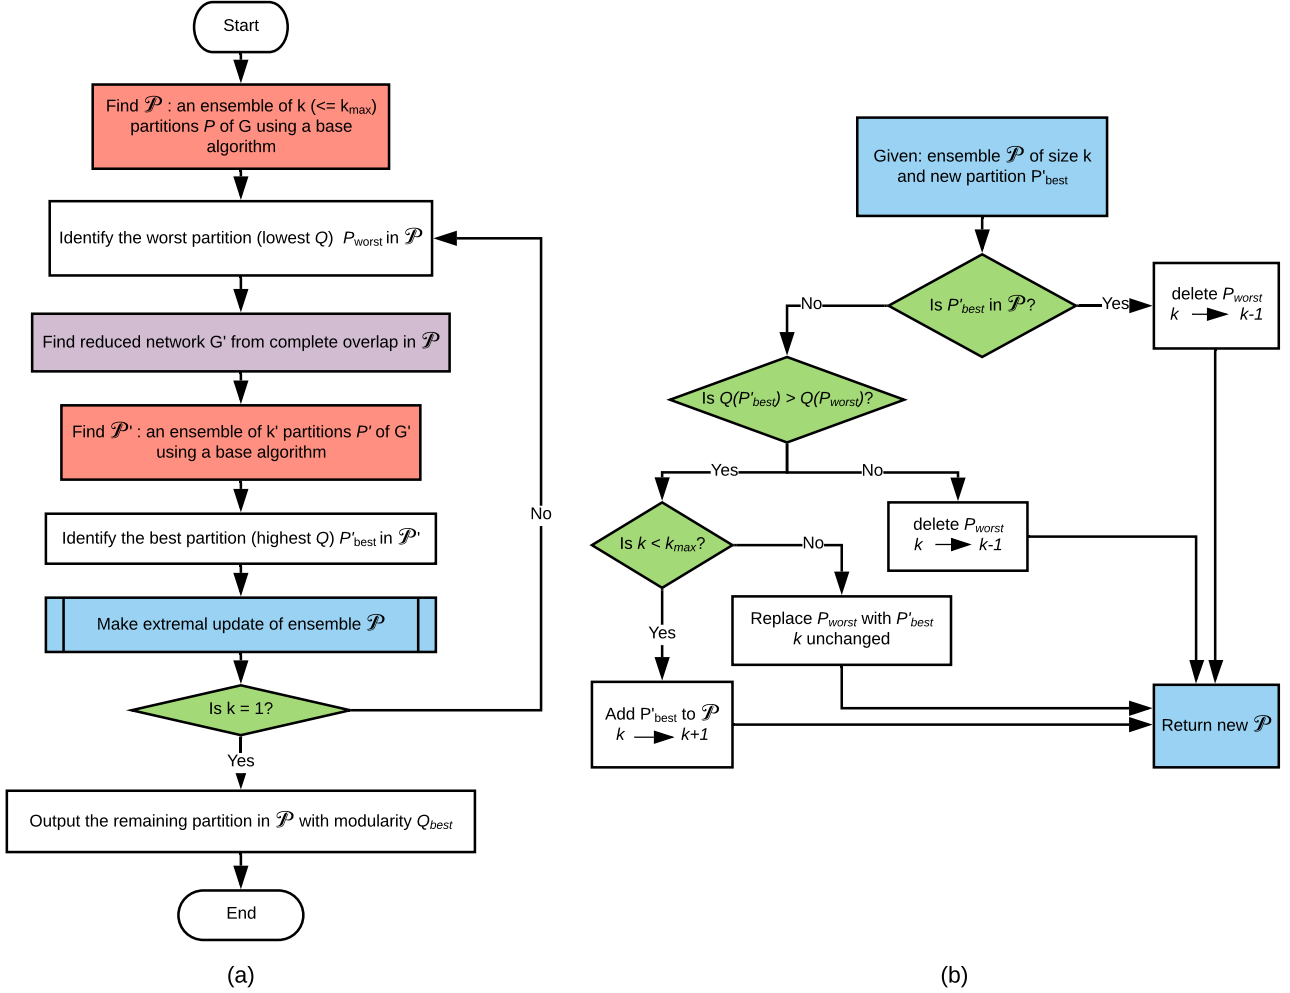 Start
Find 𝒫 : an ensemble of k (<= kmax)
partitions P of G using a base
algorithm
Identify the worst partition (lowest Q) Pworst in 𝒫
Find reduced network G' from complete overlap in 𝒫
Find 𝒫' : an ensemble of k' partitions P' of G'
using a base algorithm
Identify the best partition (highest Q) P'best in 𝒫'
Make extremal update of ensemble 𝒫
Is k = 1?
No
Yes
Output the remaining partition in 𝒫 with modularity Qbest
End
(a)
Given: ensemble 𝒫 of size k
and new partition P'best
Is P'best in 𝒫?
No
Yes
delete Pworst
k → k-1
Is Q(P'best) > Q(Pworst)?
Yes
No
delete Pworst
k → k-1
Is k < kmax?
No
Yes
Replace Pworst with P'best
k unchanged
Add P'best to 𝒫
k → k+1
Return new 𝒫
(b)